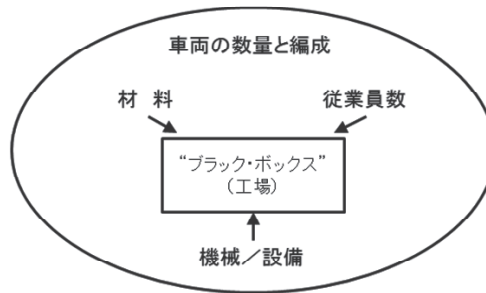 車両の数量と編成
材 料
従業員数
“ブラック・ボックス”
（工場）
機械／設備